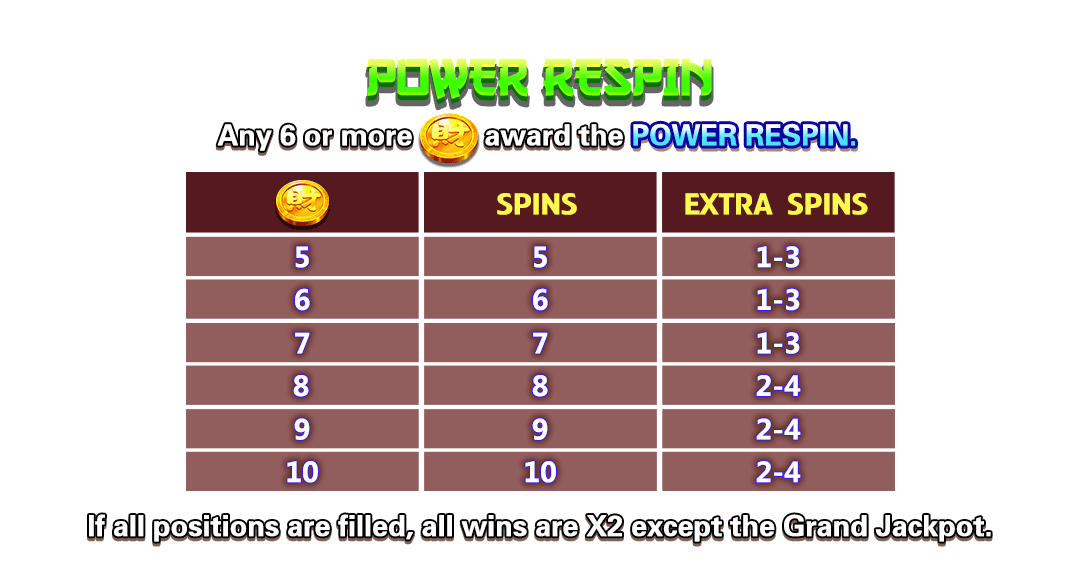 POWER RESPIN
Any 6 or more 財 award the POWER RESPIN.
財 SPINS EXTRA SPINS
5 5 1-3
6 6 1-3
7 7 1-3
8 8 2-4
9 9 2-4
10 10 2-4
If all positions are filled, all wins are X2 except the Grand Jackpot.